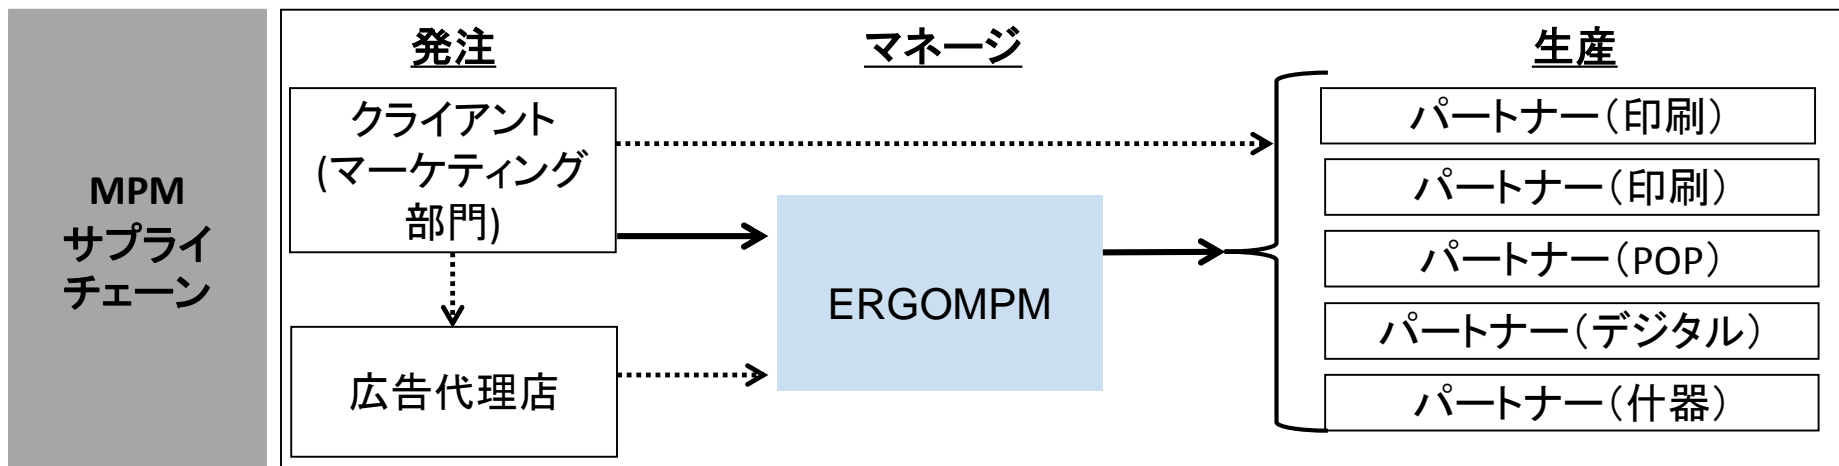 MPM
サプライ
チェーン
発注
マネージ
生産
クライアント
(マーケティング
部門)
広告代理店
ERGOMPM
パートナー（印刷）
パートナー（印刷）
パートナー（POP）
パートナー（デジタル）
パートナー（什器）